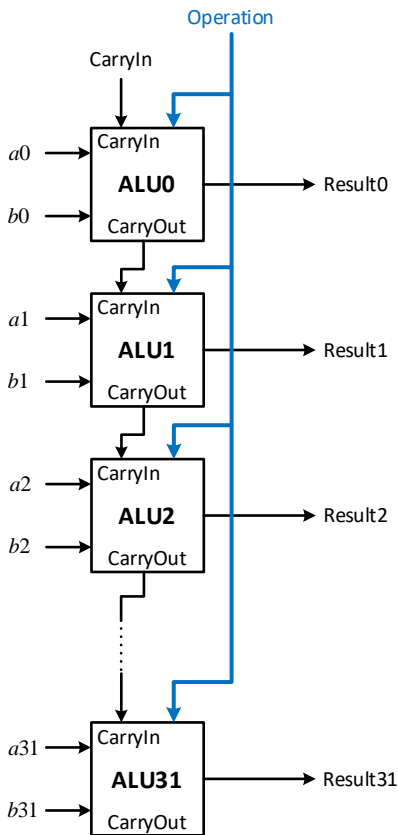 Operation
CarryIn
CarryIn
a0
ALU0
Result0
b0
CarryOut
CarryIn
a1
ALU1
Result1
b1
CarryOut
CarryIn
a2
ALU2
Result2
b2
CarryOut
a31
ALU31
Result31
b31
CarryOut
CarryIn